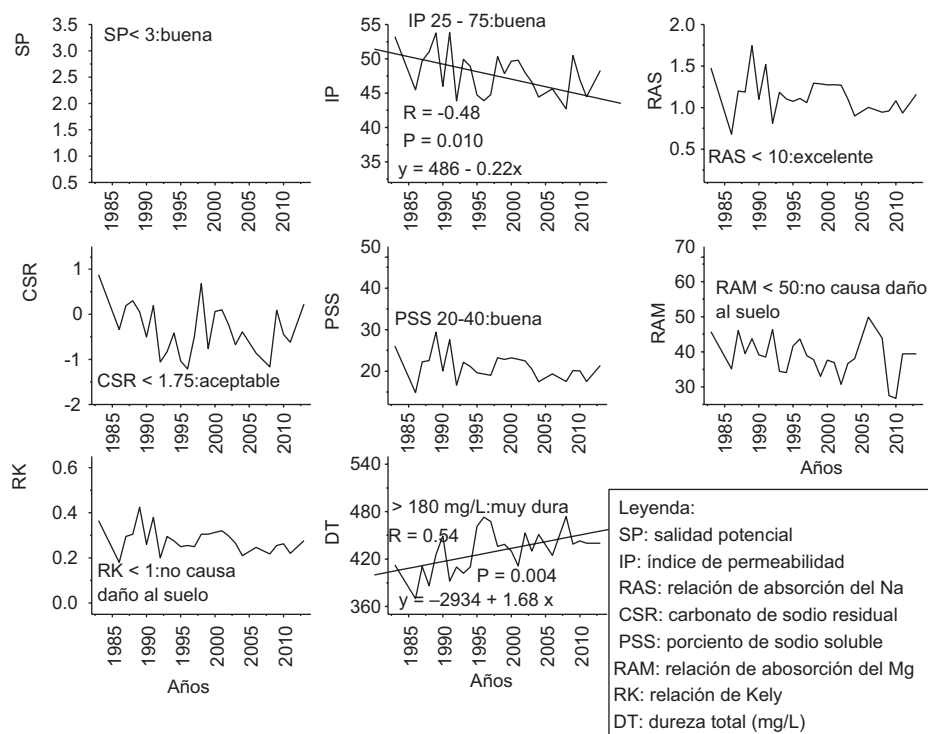 SP
3.5
3.0
2.5
2.0
1.5
1.0
0.5
SP< 3:buena
1985
1990
1995
2000
2005
2010
IP
55
50
45
40
35
IP 25 - 75:buena
R = -0.48
P = 0.010
y = 486 - 0.22x
1985
1990
1995
2000
2005
2010
RAS
2.0
1.5
1.0
0.5
0.0
RAS < 10:excelente
1985
1990
1995
2000
2005
2010
CSR
1
0
-1
-2
CSR < 1.75:aceptable
1985
1990
1995
2000
2005
2010
PSS
50
40
30
20
10
PSS 20-40:buena
1985
1990
1995
2000
2005
2010
RAM
70
60
50
40
30
RAM < 50:no causa daño
al suelo
1985
1990
1995
2000
2005
2010
Años
RK
0.6
0.4
0.2
0.0
RK < 1:no causa
daño al suelo
1985
1990
1995
2000
2005
2010
Años
DT
540
480
420
360
> 180 mg/L:muy dura
R = 0.54
P = 0.004
y = –2934 + 1.68 x
1985
1990
1995
2000
2005
2010
Años
Leyenda:
SP: salidad potencial
IP: índice de permeabilidad
RAS: relación de absorción del Na
CSR: carbonato de sodio residual
PSS: porciento de sodio soluble
RAM: relación de abosorción del Mg
RK: relación de Kely
DT: dureza total (mg/L)